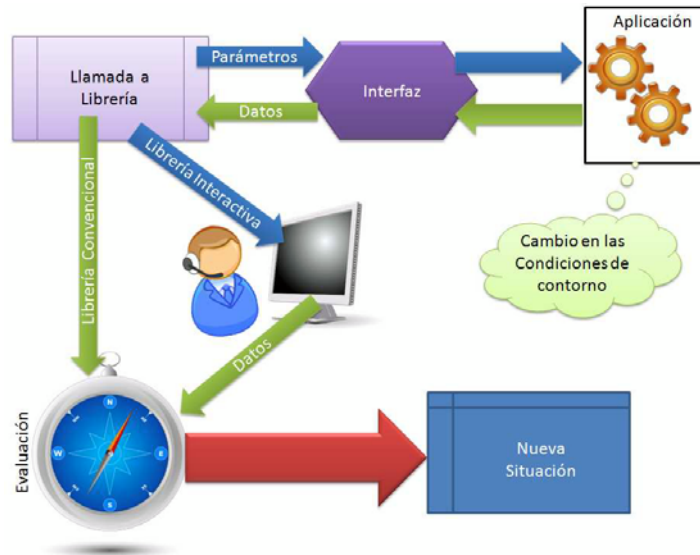 Aplicación
Parámetros
Llamada a
Librería
Interfaz
Datos
Librería Convencional
Librería Interactiva
Cambio en las
Condiciones de
contorno
Datos
Evaluación
N
W
E
S
Nueva
Situación